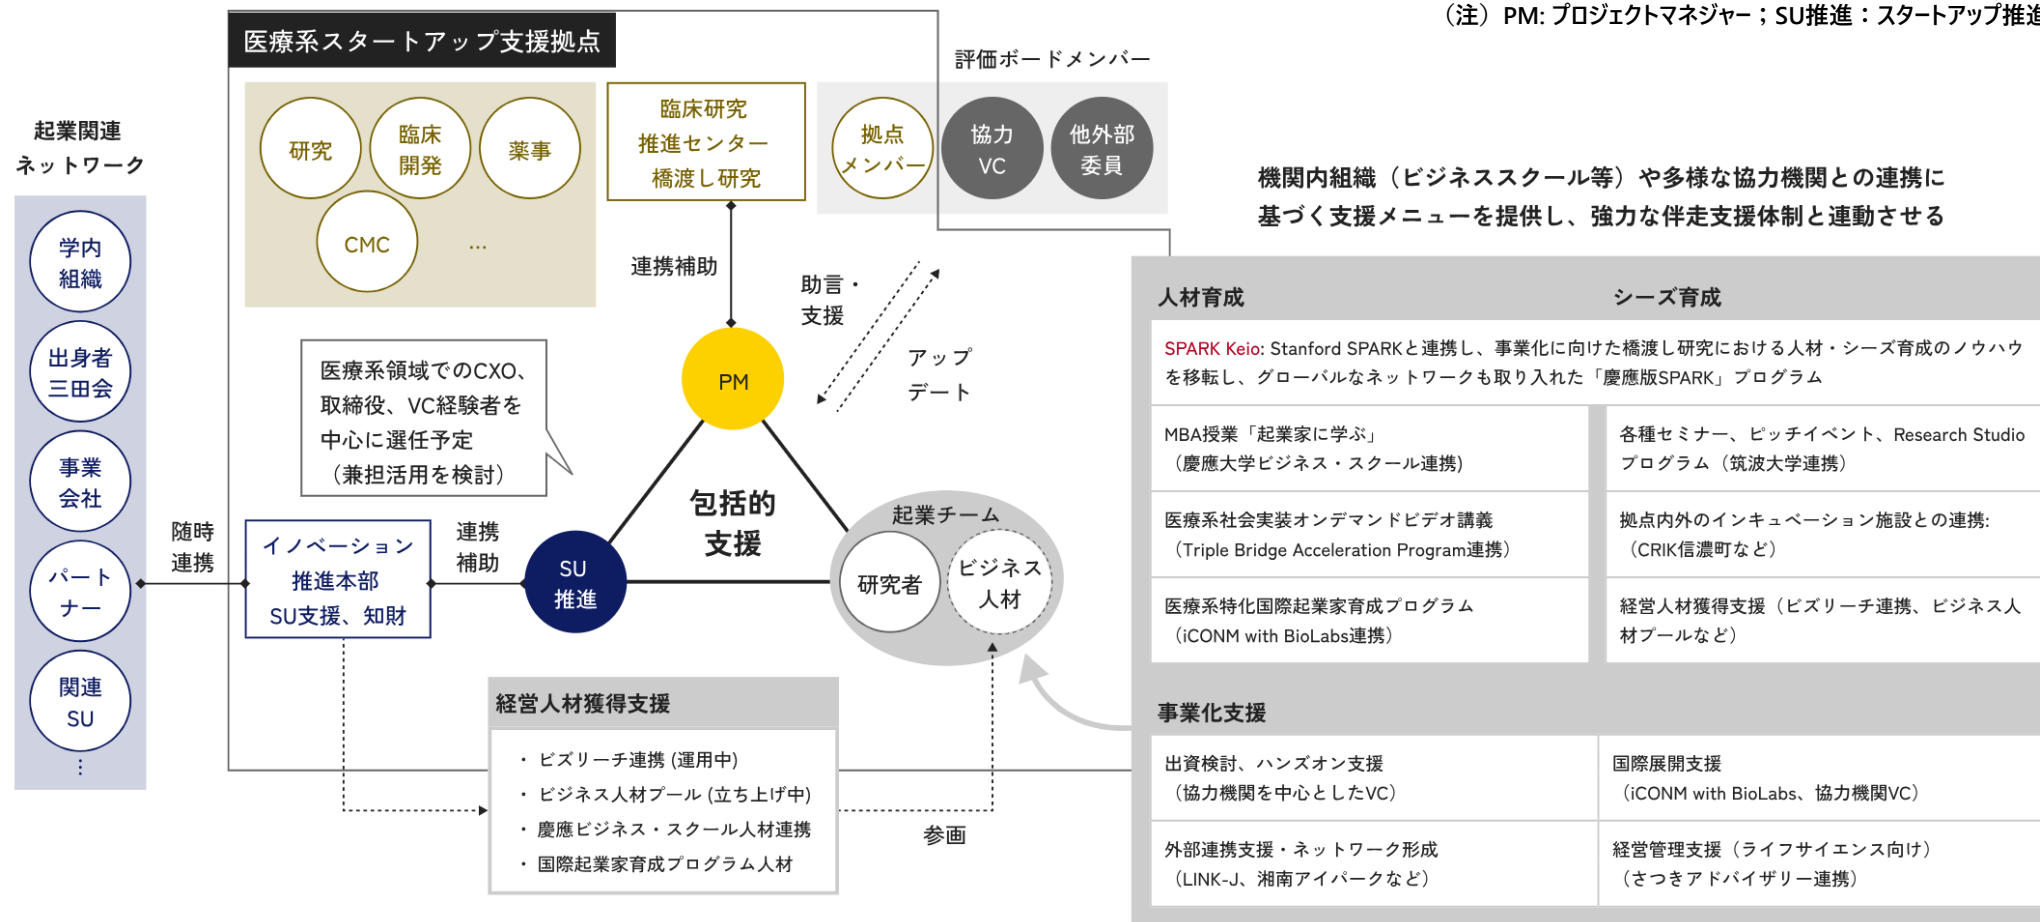 （注）PM: プロジェクトマネジャー；SU推進：スタートアップ推進
医療系スタートアップ支援拠点
評価ボードメンバー
起業関連
ネットワーク
学内
組織
出身者
三田会
事業
会社
パート
ナー
関連
SU
⋮
研究
臨床
開発
薬事
CMC
…
臨床研究
推進センター
橋渡し研究
拠点
メンバー
協力
VC
他外部
委員
連携補助
助言・
支援
アップ
デート
医療系領域でのCXO、
取締役、VC経験者を
中心に選任予定
（兼担活用を検討）
PM
包括的
支援
随時
連携
イノベーション
推進本部
SU支援、知財
連携
補助
SU
推進
起業チーム
研究者
ビジネス
人材
経営人材獲得支援
・ ビズリーチ連携 (運用中)
・ ビジネス人材プール (立ち上げ中)
・ 慶應ビジネス・スクール人材連携
・ 国際起業家育成プログラム人材
参画
機関内組織（ビジネススクール等）や多様な協力機関との連携に
基づく支援メニューを提供し、強力な伴走支援体制と連動させる
人材育成
シーズ育成
SPARK Keio: Stanford SPARKと連携し、事業化に向けた橋渡し研究における人材・シーズ育成のノウハウ
を移転し、グローバルなネットワークも取り入れた「慶應版SPARK」プログラム
MBA授業「起業家に学ぶ」
（慶應大学ビジネス・スクール連携)
各種セミナー、ピッチイベント、Research Studio
プログラム（筑波大学連携）
医療系社会実装オンデマンドビデオ講義
（Triple Bridge Acceleration Program連携）
拠点内外のインキュベーション施設との連携:
（CRIK信濃町など）
医療系特化国際起業家育成プログラム
（iCONM with BioLabs連携）
経営人材獲得支援（ビズリーチ連携、ビジネス人
材プールなど）
事業化支援
出資検討、ハンズオン支援
（協力機関を中心としたVC）
国際展開支援
（iCONM with BioLabs、協力機関VC）
外部連携支援・ネットワーク形成
（LINK-J、湘南アイパークなど）
経営管理支援（ライフサイエンス向け）
（さつきアドバイザリー連携）